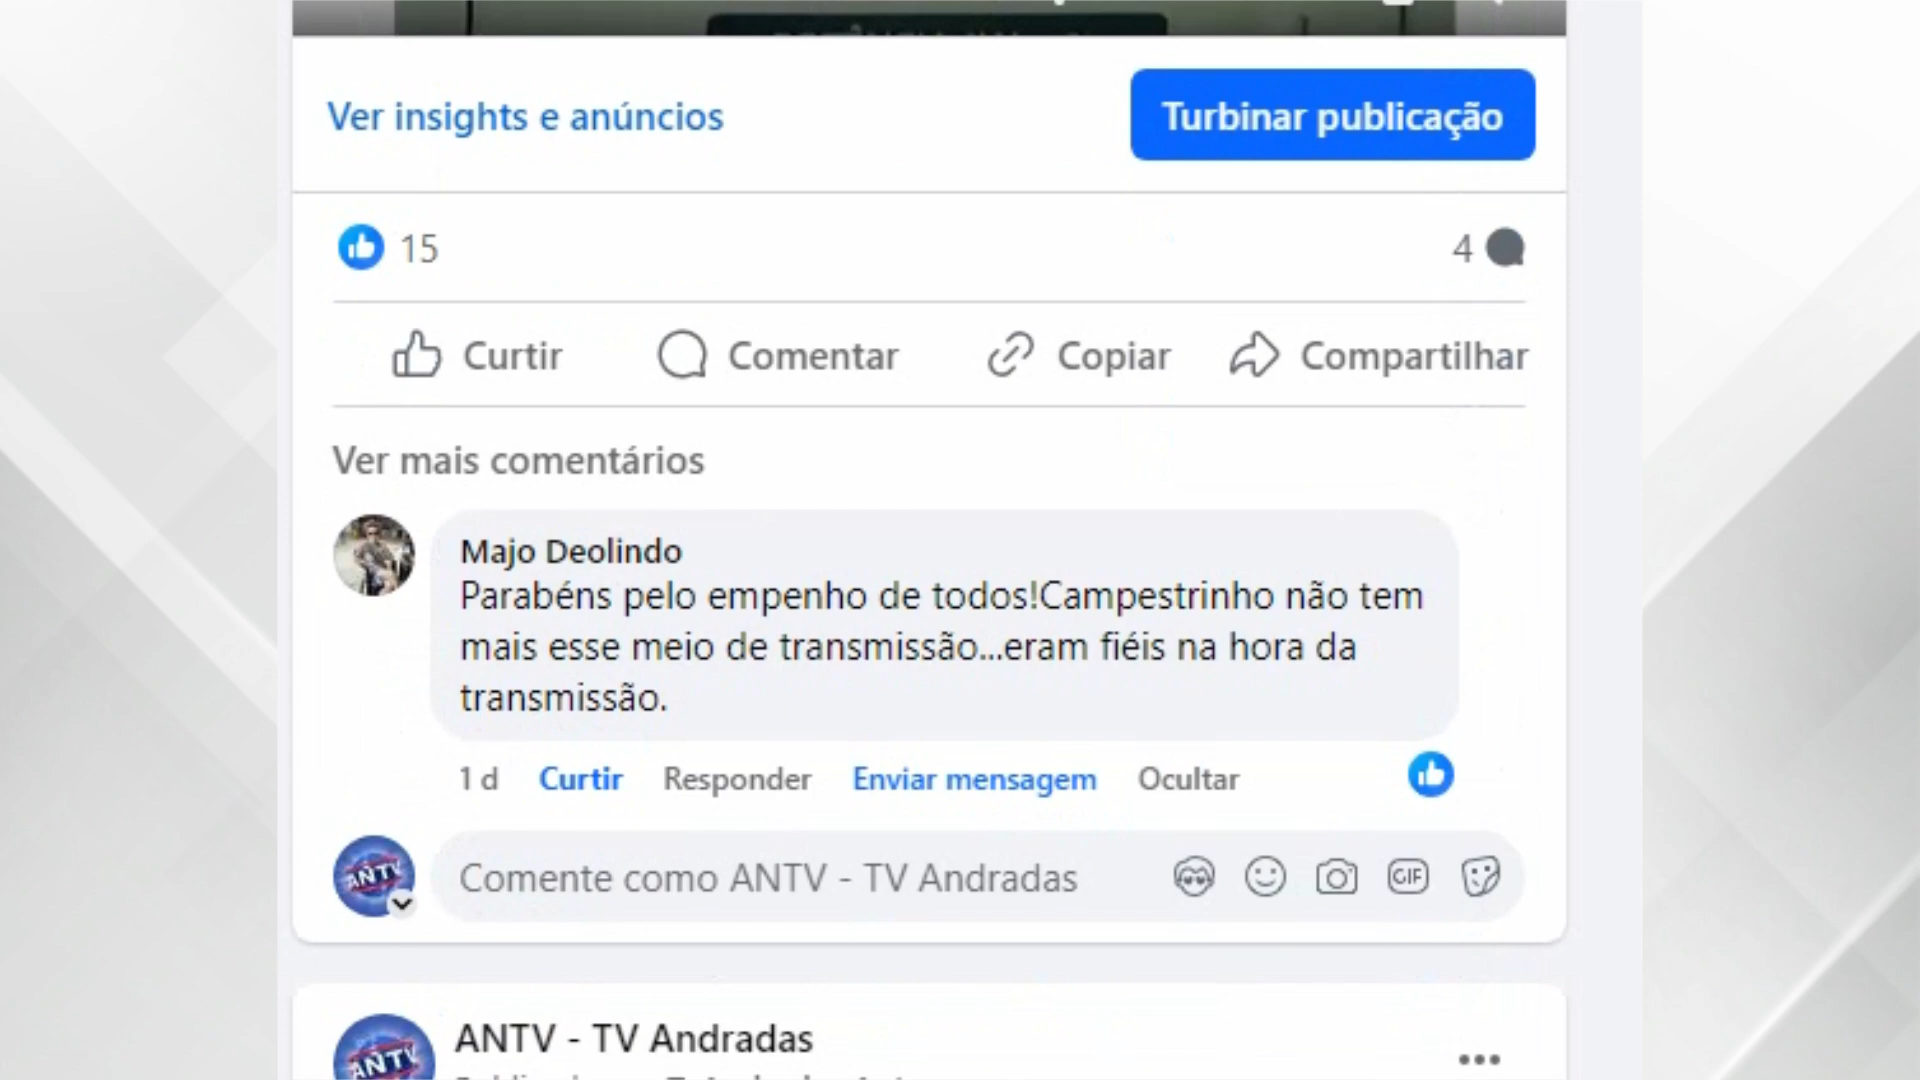 Ver insights e anúncios
Turbinar publicação
15
4
Curtir
Comentar
Copiar
Compartilhar
Ver mais comentários
Majo Deolindo
Parabéns pelo empenho de todos!Campestrinho não tem
mais esse meio de transmissão...eram fiéis na hora da
transmissão.
1 d Curtir Responder Enviar mensagem Ocultar
ANTV
Comente como ANTV - TV Andradas
GIF
ANTV - TV Andradas
ANTV